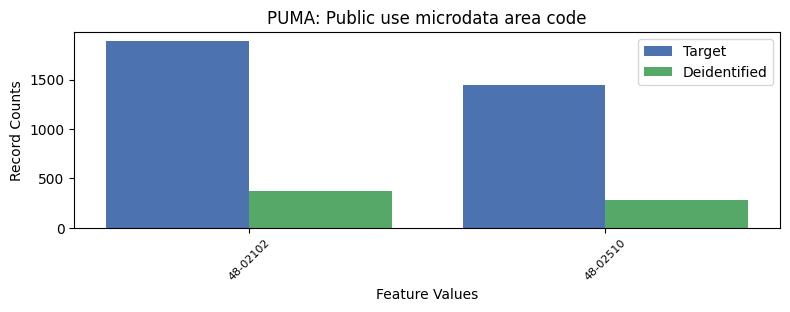 PUMA: Public use microdata area code
Target
Deidentified
Record Counts
1500
1000
500
0
48-02102
48-02510
Feature Values